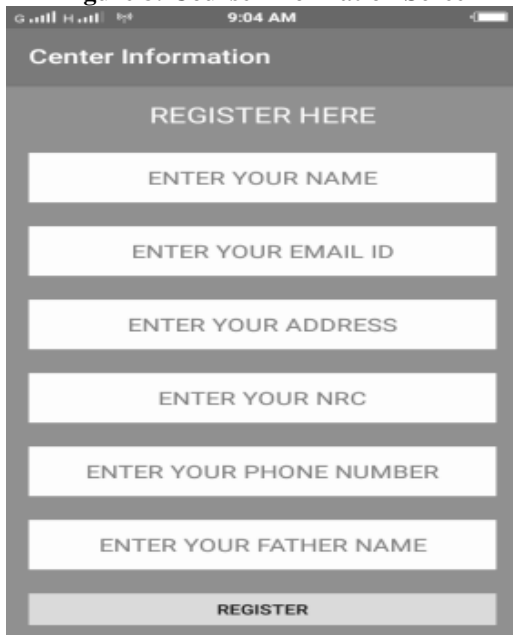 G H 9:04 AM
Center Information
REGISTER HERE
ENTER YOUR NAME
ENTER YOUR EMAIL ID
ENTER YOUR ADDRESS
ENTER YOUR NRC
ENTER YOUR PHONE NUMBER
ENTER YOUR FATHER NAME
REGISTER